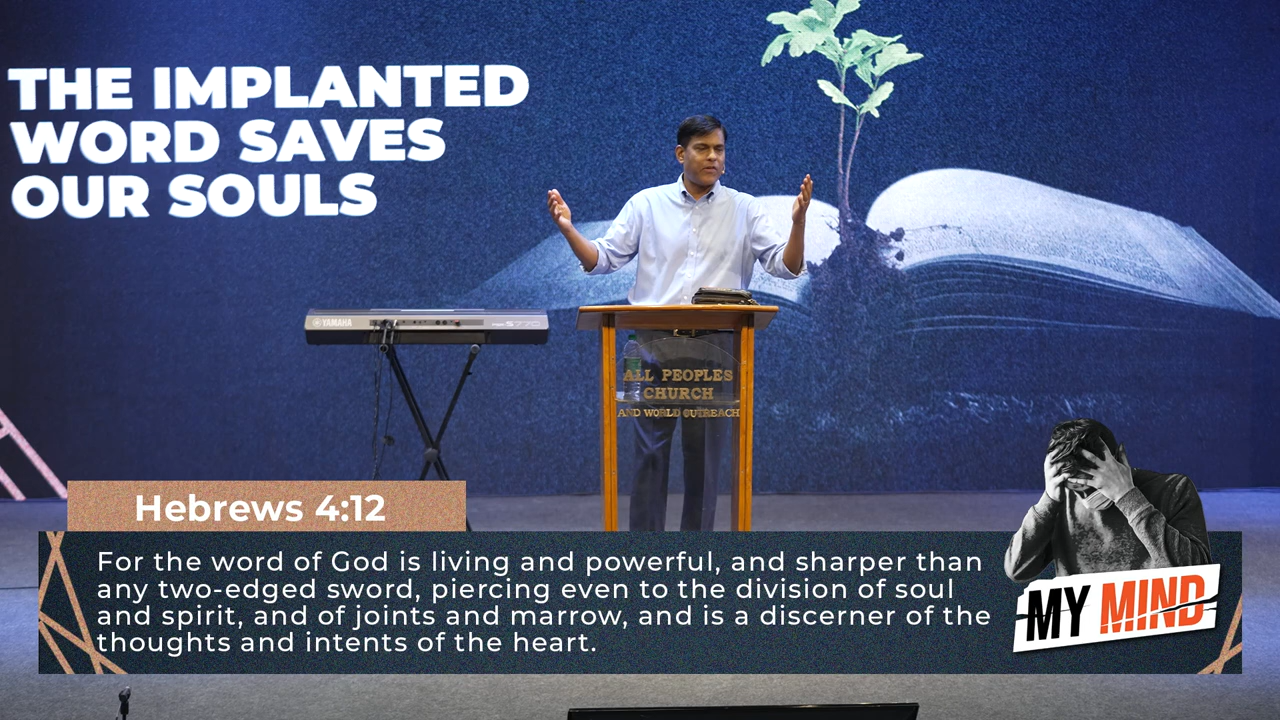 THE IMPLANTED
WORD SAVES
OUR SOULS
YAMAHA
ALL PEOPLES
CHURCH
AND WORLD OUTREACH
Hebrews 4:12
For the word of God is living and powerful, and sharper than
any two-edged sword, piercing even to the division of soul
and spirit, and of joints and marrow, and is a discerner of the
thoughts and intents of the heart.
MY MIND